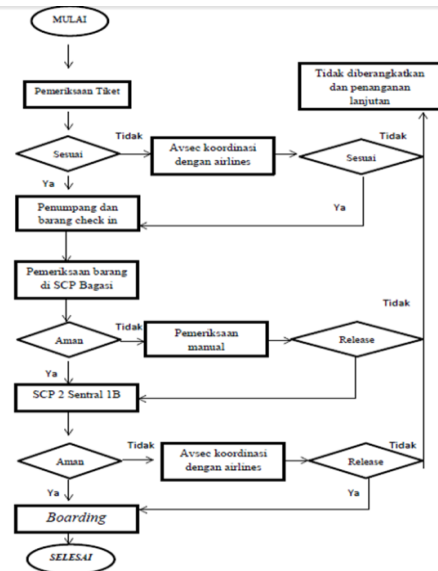 MULAI
Pemeriksaan Tiket
Tidak diberangkatkan
dan penanganan
lanjutan
Tidak
Tidak
Sesuai
Avsec koordinasi
dengan airlines
Sesuai
Ya
Ya
Penumpang dan
barang check in
Pemeriksaan barang
di SCP Bagasi
Tidak
Tidak
Aman
Pemeriksaan
manual
Release
Ya
SCP 2 Sentral 1B
Tidak
Tidak
Aman
Avsec koordinasi
dengan airlines
Release
Ya
Ya
Boarding
SELESAI